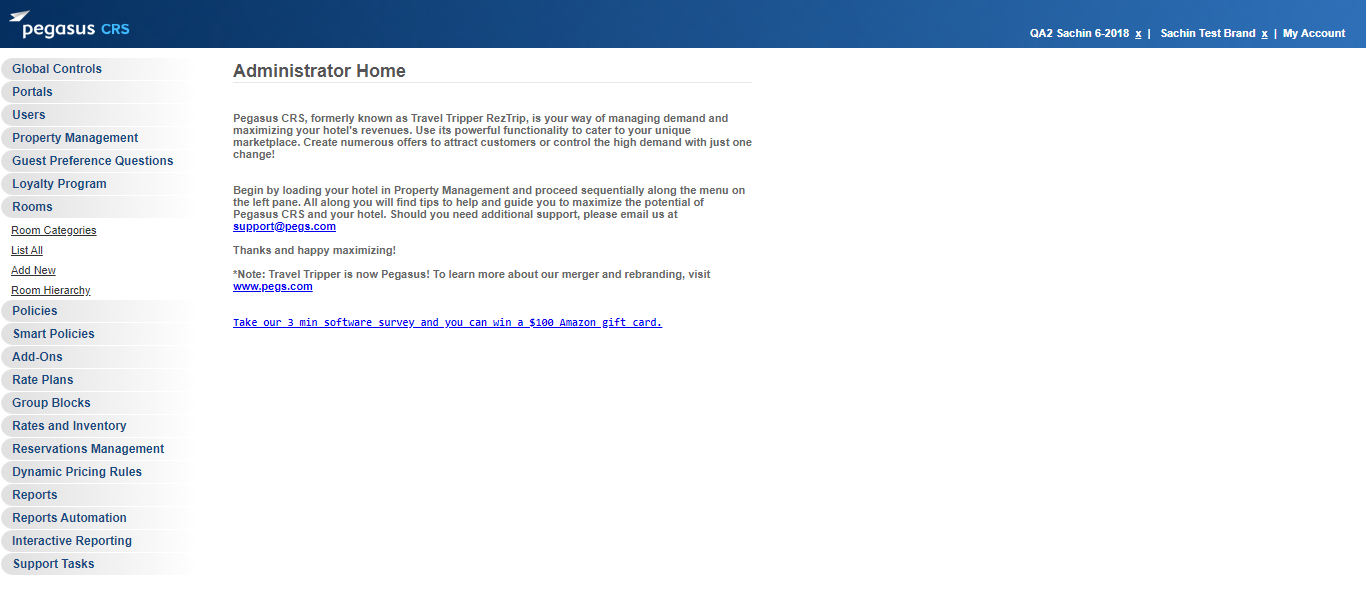 pegasus CRS
QA2 Sachin 6-2018 x | Sachin Test Brand x | My Account
Global Controls
Portals
Users
Property Management
Guest Preference Questions
Loyalty Program
Rooms
Room Categories
List All
Add New
Room Hierarchy
Policies
Smart Policies
Add-Ons
Rate Plans
Group Blocks
Rates and Inventory
Reservations Management
Dynamic Pricing Rules
Reports
Reports Automation
Interactive Reporting
Support Tasks
Administrator Home
Pegasus CRS, formerly known as Travel Tripper RezTrip, is your way of managing demand and
maximizing your hotel's revenues. Use its powerful functionality to cater to your unique
marketplace. Create numerous offers to attract customers or control the high demand with just one
change!
Begin by loading your hotel in Property Management and proceed sequentially along the menu on
the left pane. All along you will find tips to help and guide you to maximize the potential of
Pegasus CRS and your hotel. Should you need additional support, please email us at
support@pegs.com
Thanks and happy maximizing!
*Note: Travel Tripper is now Pegasus! To learn more about our merger and rebranding, visit
www.pegs.com
Take our 3 min software survey and you can win a $100 Amazon gift card.